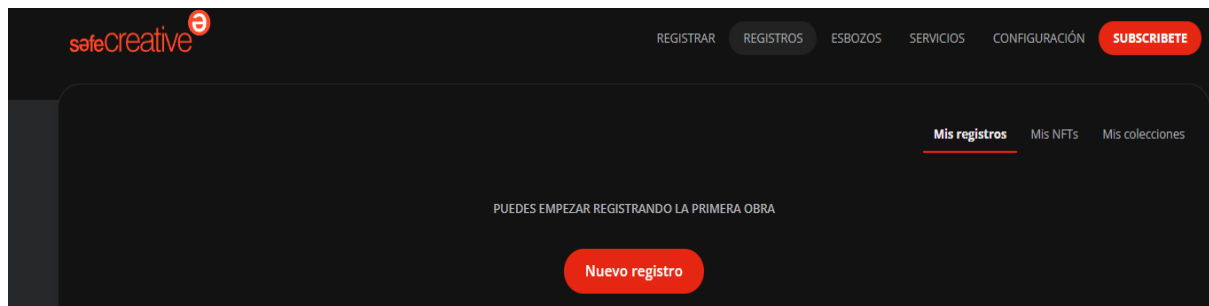 safecreative
REGISTRAR REGISTROS ESBOZOS SERVICIOS CONFIGURACIÓN SUBSCRIBETE
Mis registros Mis NFTs Mis colecciones
PUEDES EMPEZAR REGISTRANDO LA PRIMERA OBRA
Nuevo registro